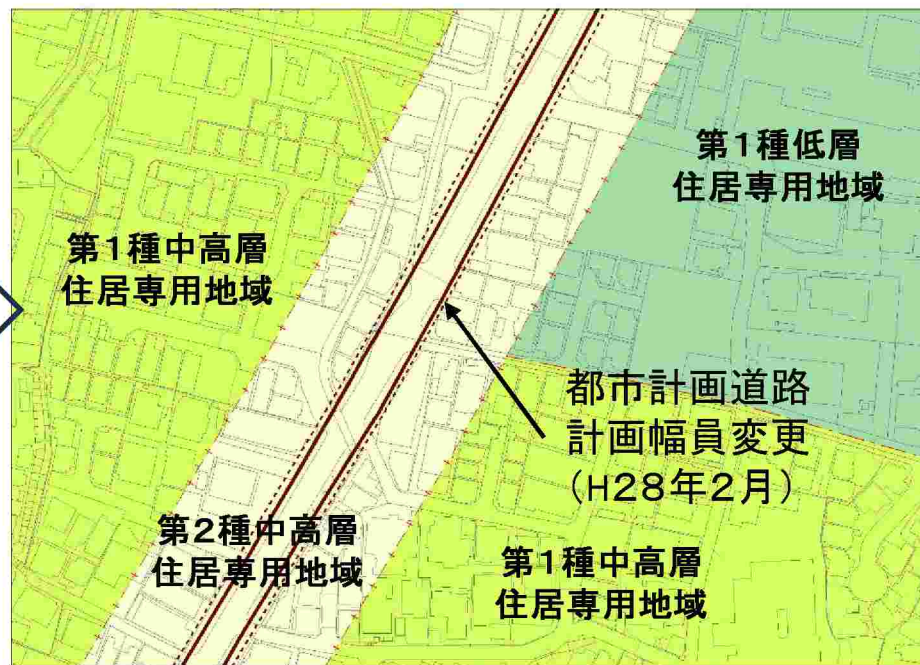 第1種低層
住居専用地域
第1種中高層
住居専用地域
都市計画道路
計画幅員変更
(H28年2月)
第2種中高層
住居専用地域
第1種中高層
住居専用地域